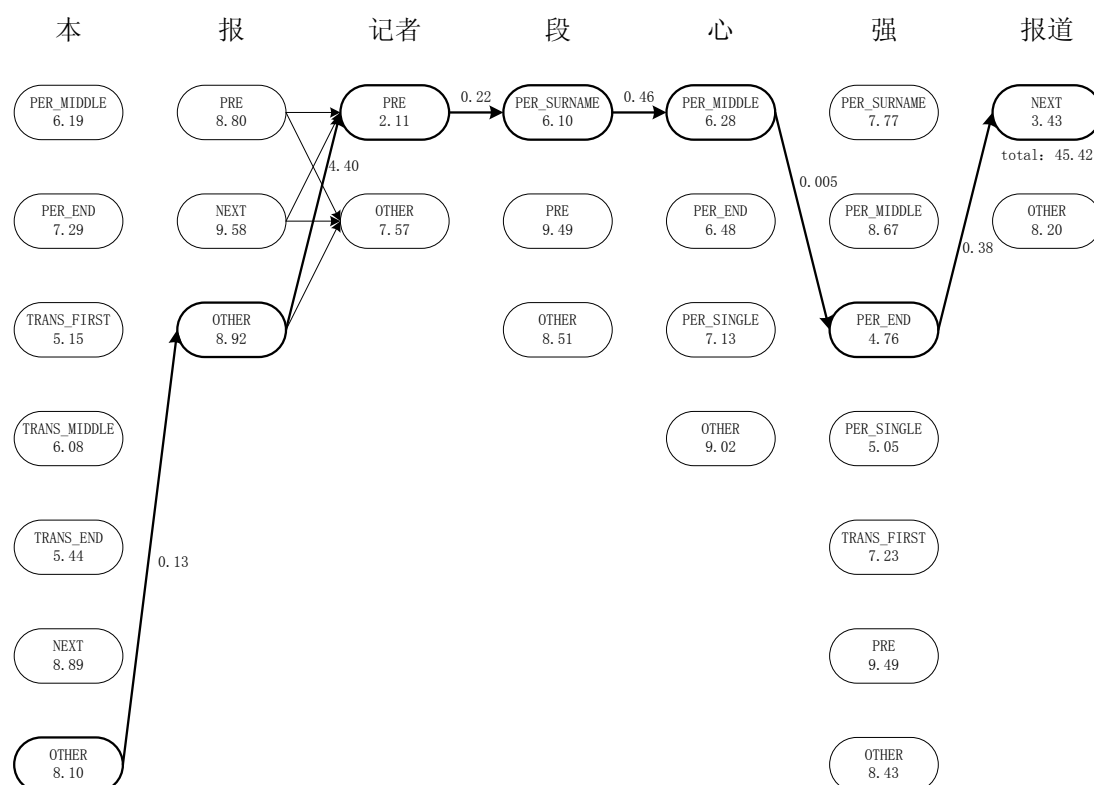 本 报 记者 段 心 强 报道
PER_MIDDLE
6.19
PRE
8.80
PRE
2.11
0.22
PER_SURNAME
6.10
0.46
PER_MIDDLE
6.28
PER_SURNAME
7.77
NEXT
3.43
total: 45.42
4.40
0.005
PER_END
7.29
NEXT
9.58
OTHER
7.57
PRE
9.49
PER_END
6.48
PER_MIDDLE
8.67
OTHER
8.20
0.38
TRANS_FIRST
5.15
OTHER
8.92
OTHER
8.51
PER_SINGLE
7.13
PER_END
4.76
TRANS_MIDDLE
6.08
OTHER
9.02
PER_SINGLE
5.05
TRANS_END
5.44
0.13
TRANS_FIRST
7.23
NEXT
8.89
PRE
9.49
OTHER
8.10
OTHER
8.43